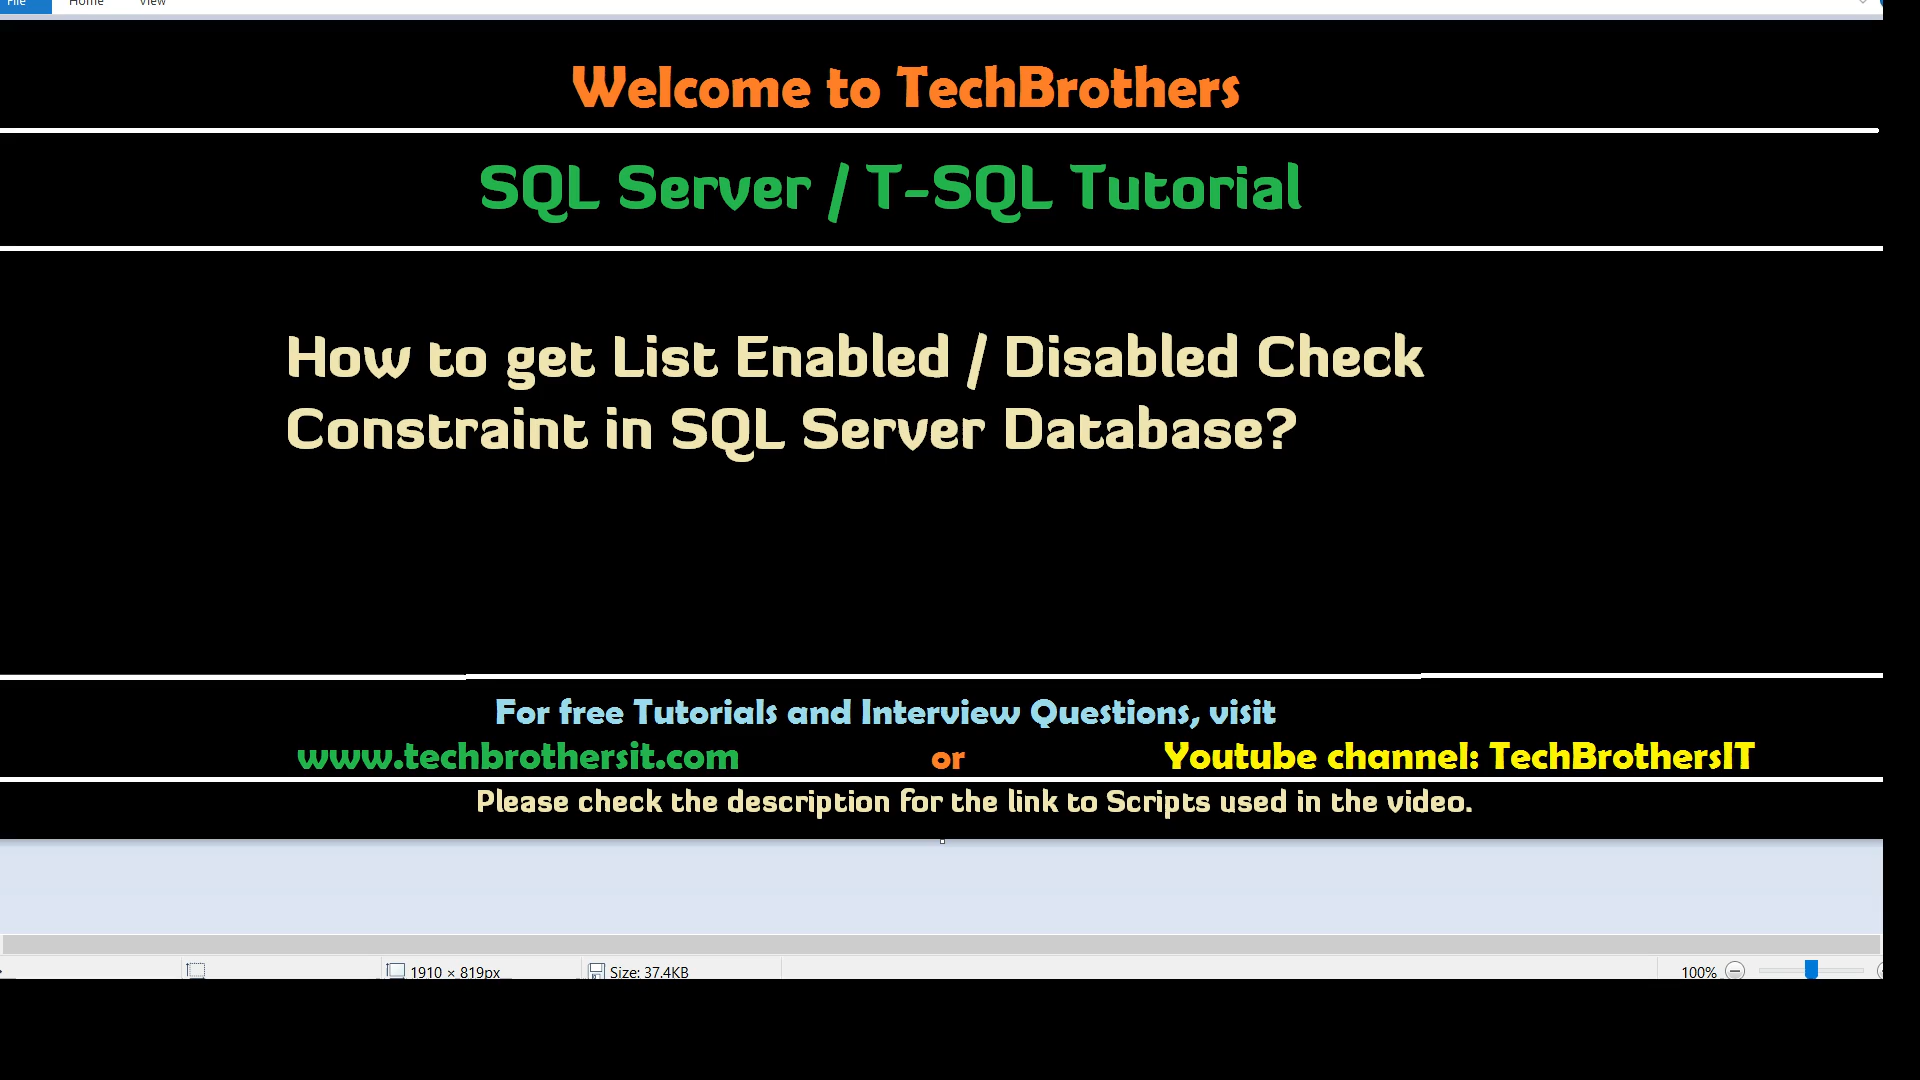 File Home View
Welcome to TechBrothers
SQL Server / T-SQL Tutorial
How to get List Enabled / Disabled Check
Constraint in SQL Server Database?
For free Tutorials and Interview Questions, visit
www.techbrothersit.com or Youtube channel: TechBrothersIT
Please check the description for the link to Scripts used in the video.
1910 × 819px Size: 37.4KB 100%